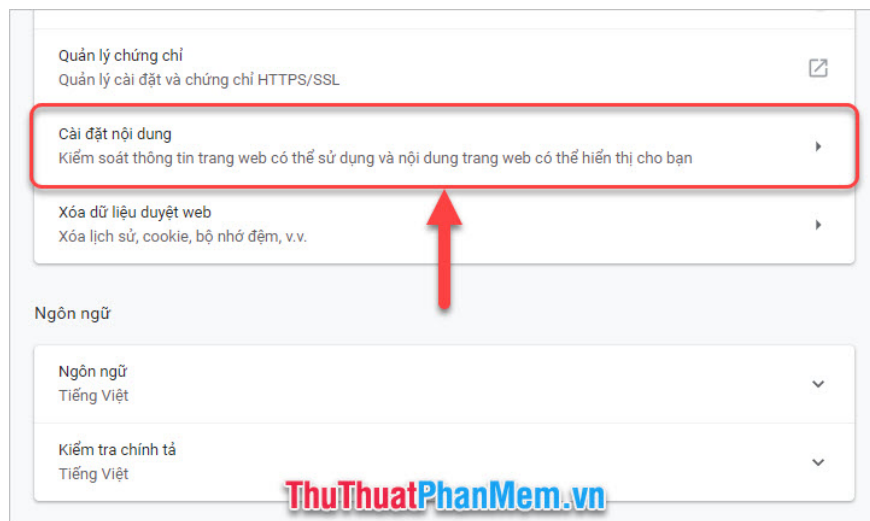 Quản lý chứng chỉ
Quản lý cài đặt và chứng chỉ HTTPS/SSL
Cài đặt nội dung
Kiểm soát thông tin trang web có thể sử dụng và nội dung trang web có thể hiển thị cho bạn
Xóa dữ liệu duyệt web
Xóa lịch sử, cookie, bộ nhớ đệm, v.v.
Ngôn ngữ
Ngôn ngữ
Tiếng Việt
Kiểm tra chính tả
Tiếng Việt
ThuThuatPhanMem.vn